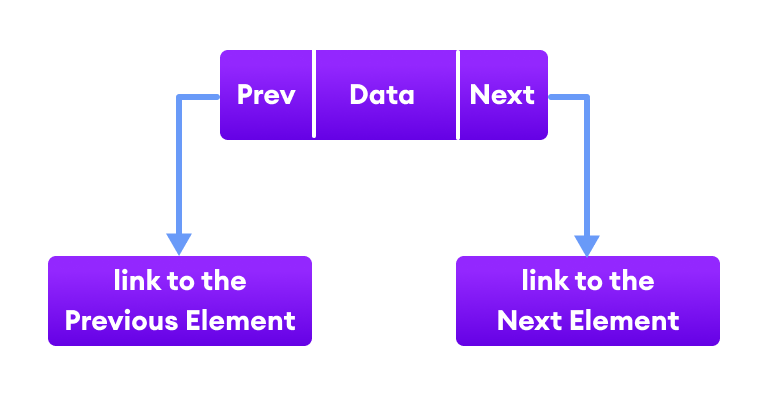 Prev Data Next
link to the
Previous Element
link to the
Next Element